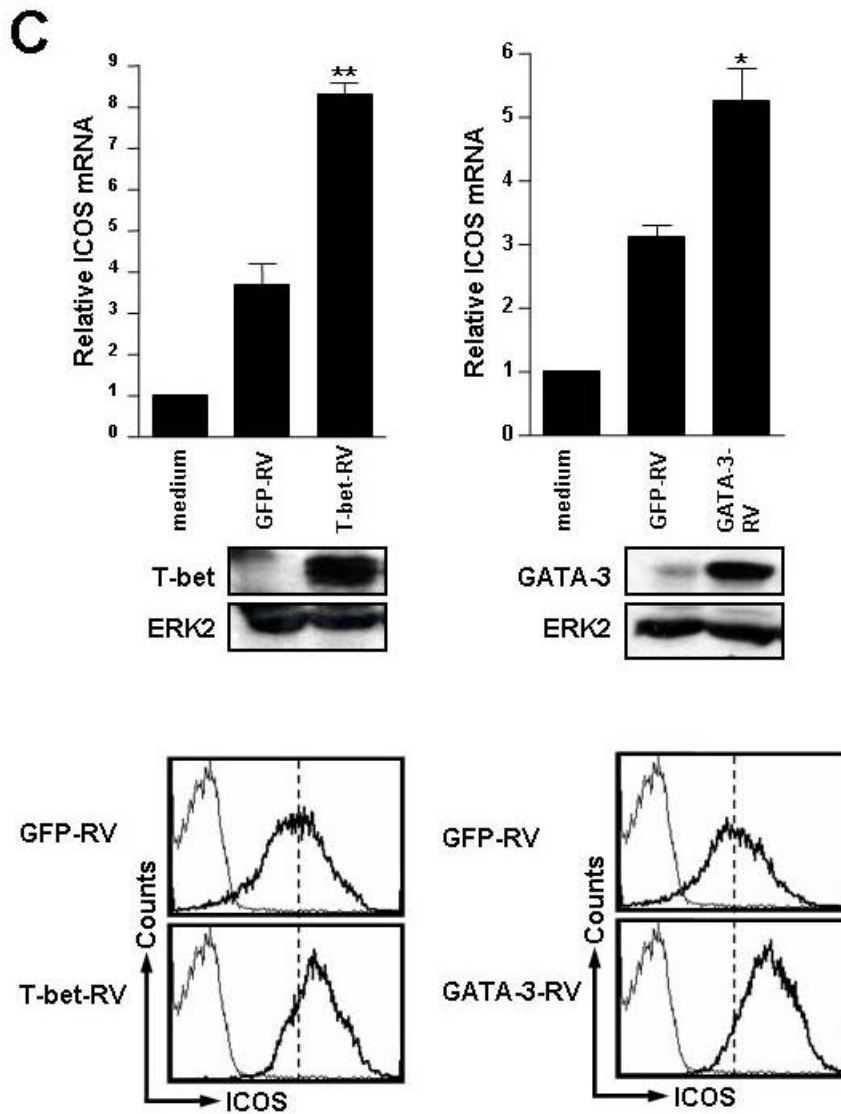 C
Relative ICOS mRNA
9
8
7
6
5
4
3
2
1
0
**
medium
GFP-RV
T-bet-RV
T-bet
ERK2
Relative ICOS mRNA
6
5
4
3
2
1
0
*
medium
GFP-RV
GATA-3-
RV
GATA-3
ERK2
GFP-RV
T-bet-RV
Counts
ICOS
GFP-RV
GATA-3-RV
Counts
ICOS